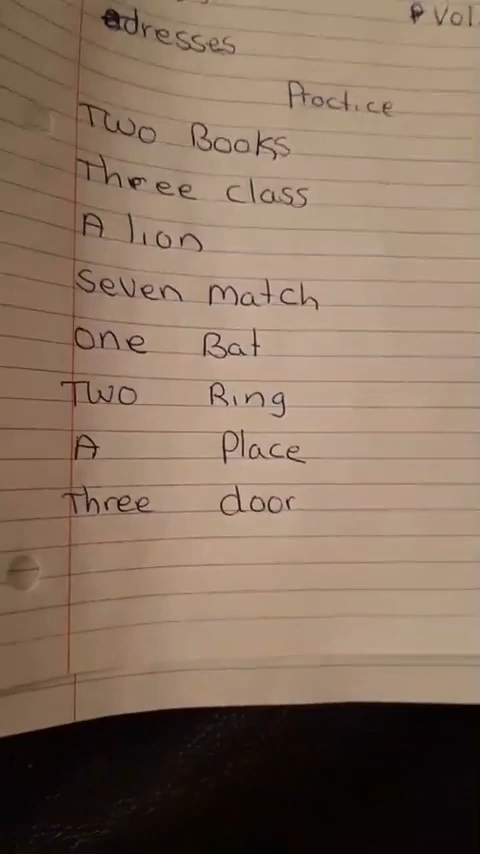 adresses
Vol
Practice
Two Books
Three class
A lion
Seven match
one Bat
Two Ring
A Place
Three door